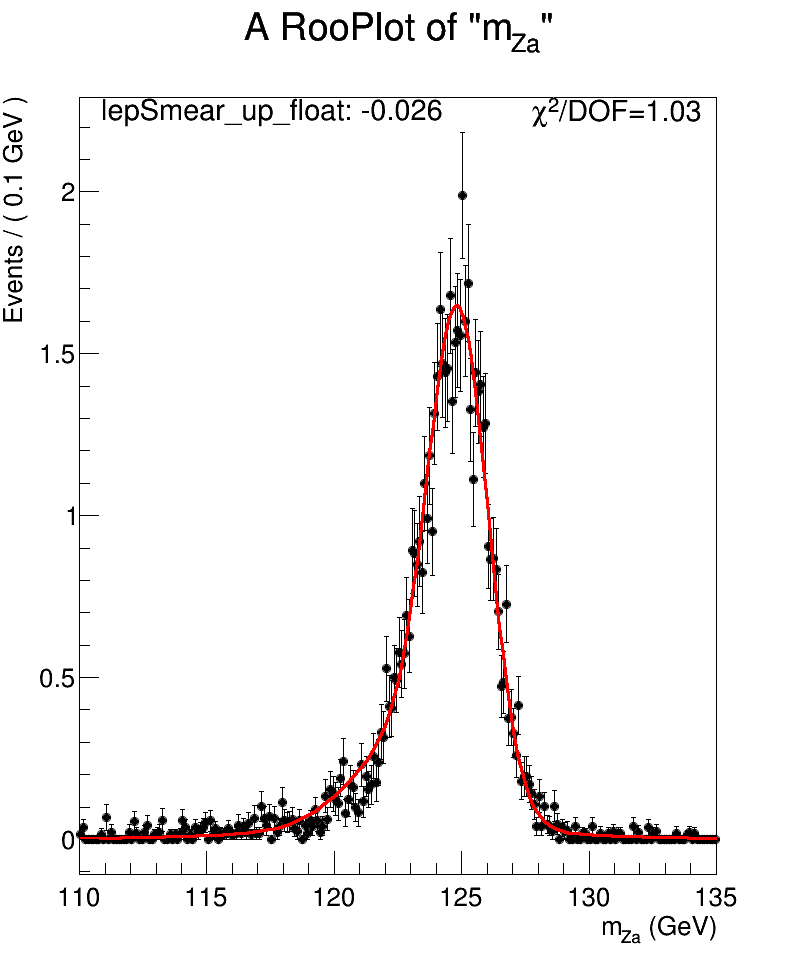 A RooPlot of "m_Za"
lepSmear_up_float: -0.026
χ²/DOF=1.03
Events / ( 0.1 GeV )
2
1.5
1
0.5
0
110 115 120 125 130 135
m_Za (GeV)